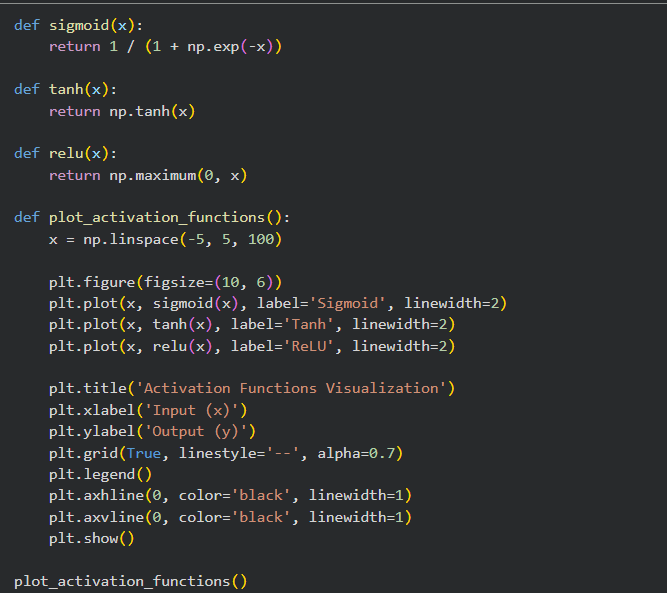 def sigmoid(x):
    return 1 / (1 + np.exp(-x))

def tanh(x):
    return np.tanh(x)

def relu(x):
    return np.maximum(0, x)

def plot_activation_functions():
    x = np.linspace(-5, 5, 100)

    plt.figure(figsize=(10, 6))
    plt.plot(x, sigmoid(x), label='Sigmoid', linewidth=2)
    plt.plot(x, tanh(x), label='Tanh', linewidth=2)
    plt.plot(x, relu(x), label='ReLU', linewidth=2)

    plt.title('Activation Functions Visualization')
    plt.xlabel('Input (x)')
    plt.ylabel('Output (y)')
    plt.grid(True, linestyle='--', alpha=0.7)
    plt.legend()
    plt.axhline(0, color='black', linewidth=1)
    plt.axvline(0, color='black', linewidth=1)
    plt.show()

plot_activation_functions()